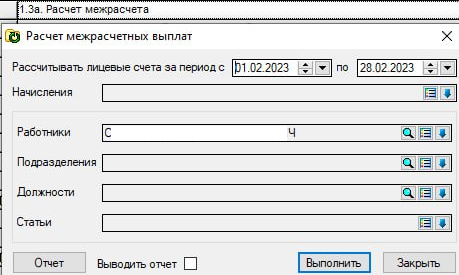 1.3а. Расчет межрасчета
Расчет межрасчетных выплат
Рассчитывать лицевые счета за период с 01.02.2023 по 28.02.2023
Начисления
Работники С Ч
Подразделения
Должности
Статьи
Отчет Выводить отчет Выполнить Закрыть